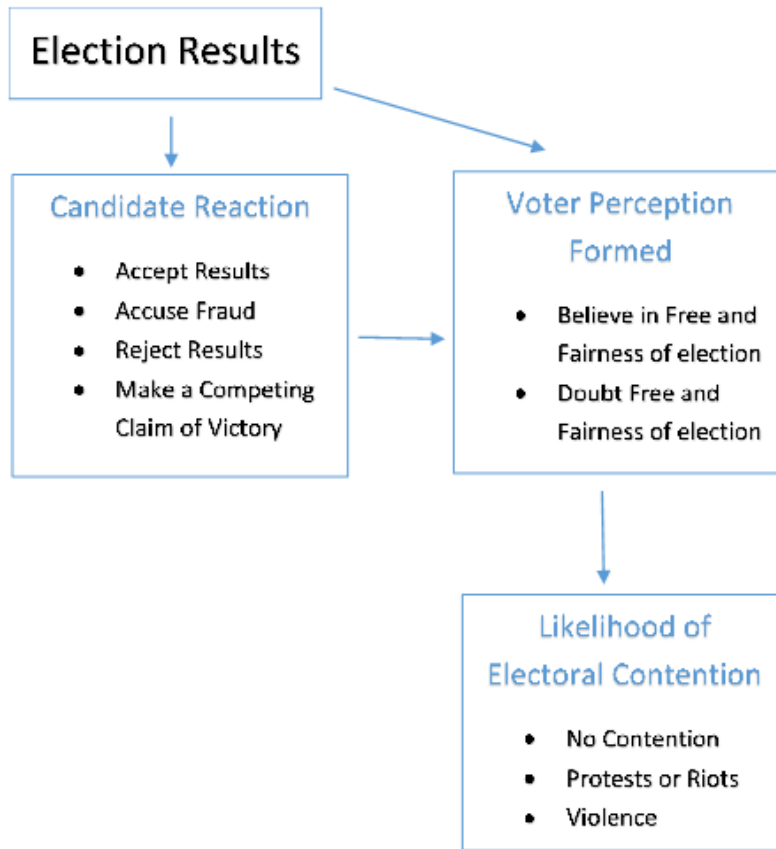 Election Results
Candidate Reaction
• Accept Results
• Accuse Fraud
• Reject Results
• Make a Competing
Claim of Victory
Voter Perception
Formed
• Believe in Free and
Fairness of election
• Doubt Free and
Fairness of election
Likelihood of
Electoral Contention
• No Contention
• Protests or Riots
• Violence